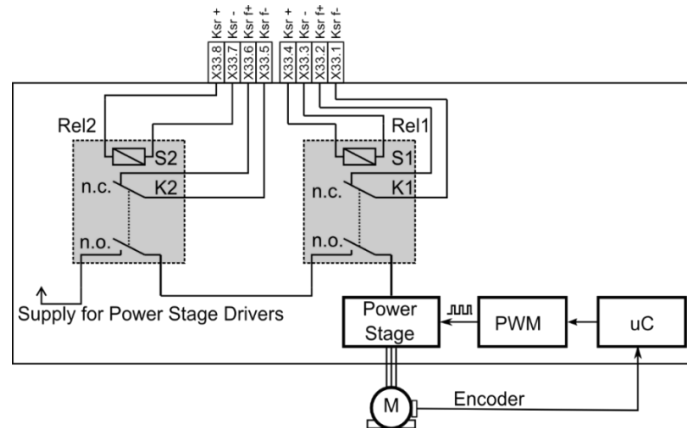 Ksr +
Ksr -
Ksr f+
Ksr f-
Ksr +
Ksr -
Ksr f+
Ksr f-
X33.8
X33.7
X33.6
X33.5
X33.4
X33.3
X33.2
X33.1
Rel2
Rel1
S2
S1
n.c.
K2
n.c.
K1
n.o.
n.o.
Supply for Power Stage Drivers
Power
Stage
PWM
uC
M
Encoder